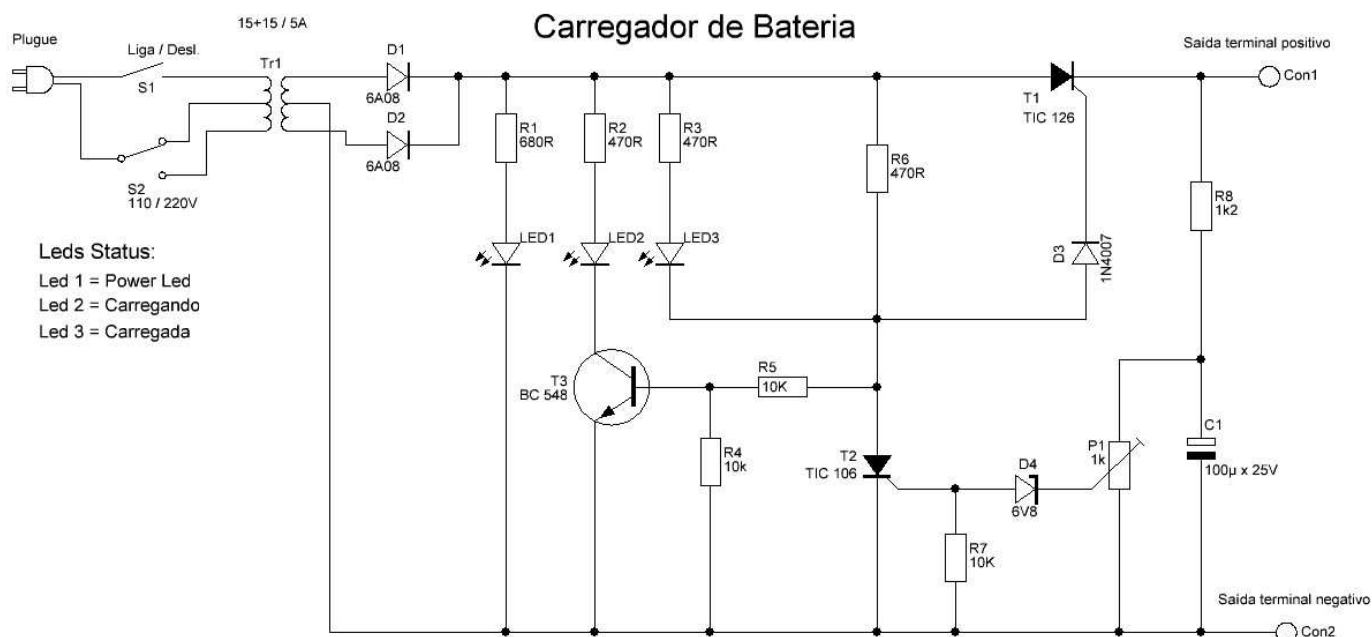 Carregador de Bateria
15+15 / 5A
Plugue
Liga / Desl.
S1
Tr1
D1
6A08
D2
6A08
S2
110 / 220V
Saída terminal positivo
Con1
T1
TIC 126
R1
680R
R2
470R
R3
470R
R6
470R
R8
1k2
Leds Status:
Led 1 = Power Led
Led 2 = Carregando
Led 3 = Carregada
LED1
LED2
LED3
D3
1N4007
T3
BC 548
R5
10K
R4
10k
T2
TIC 106
D4
6V8
P1
1k
C1
100µ x 25V
R7
10K
Saída terminal negativo
Con2